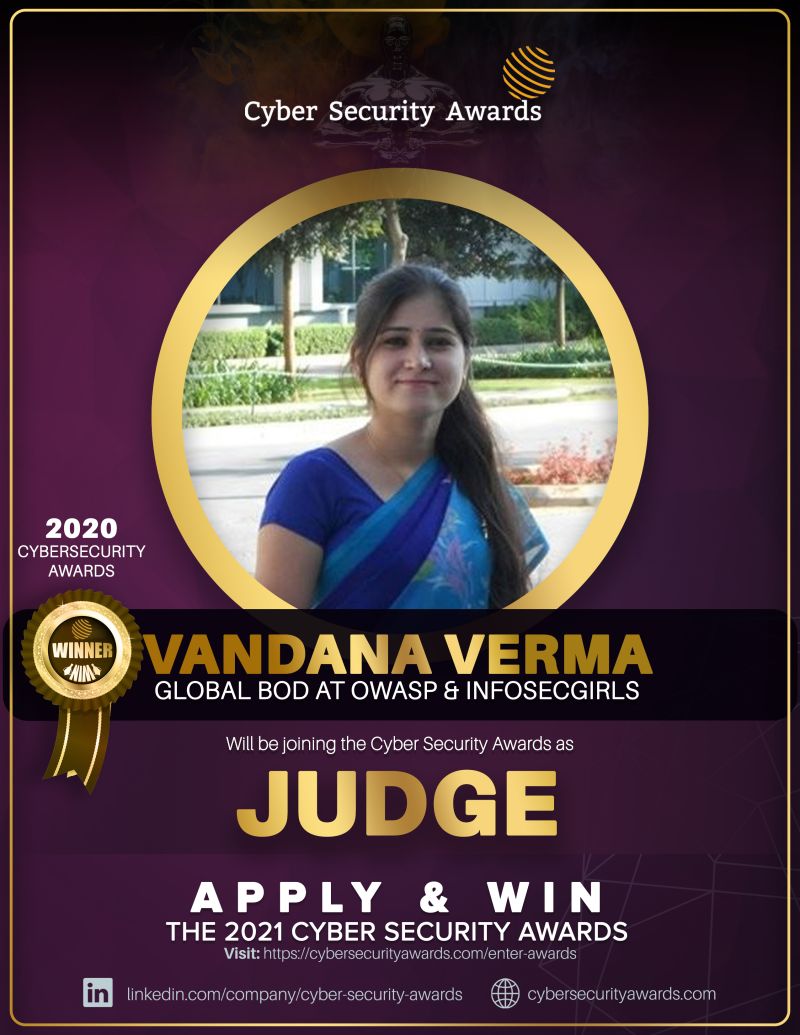 Cyber Security Awards
2020
CYBERSECURITY
AWARDS
WINNER
VANDANA VERMA
GLOBAL BOD AT OWASP & INFOSECGIRLS
Will be joining the Cyber Security Awards as
JUDGE
APPLY & WIN
THE 2021 CYBER SECURITY AWARDS
Visit: https://cybersecurityawards.com/enter-awards
in linkedin.com/company/cyber-security-awards
cybersecurityawards.com